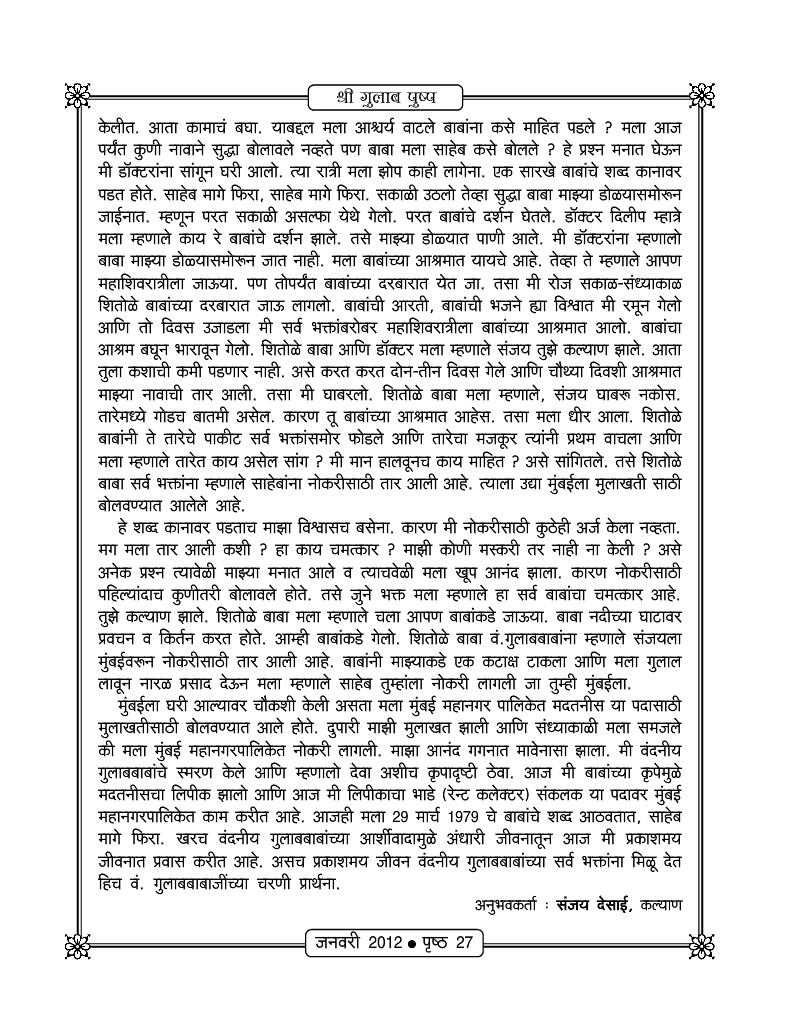 श्री गुलाब पुष्प
केलीत. आता कामाचं बघा. याबद्दल मला आश्चर्य वाटले बाबांना कसे माहित पडले ? मला आज
पर्यंत कुणी नावाने सुद्धा बोलावले नव्हते पण बाबा मला साहेब कसे बोलले ? हे प्रश्न मनात घेऊन
मी डॉक्टरांना सांगून घरी आलो. त्या रात्री मला झोप काही लागेना. एक सारखे बाबांचे शब्द कानावर
पडत होते. साहेब मागे फिरा, साहेब मागे फिरा. सकाळी उठलो तेव्हा सुद्धा बाबा माझ्या डोळयासमोरून
जाईनात. म्हणून परत सकाळी असल्फा येथे गेलो. परत बाबांचे दर्शन घेतले. डॉक्टर दिलीप म्हात्रे
मला म्हणाले काय रे बाबांचे दर्शन झाले. तसे माझ्या डोळ्यात पाणी आले. मी डॉक्टरांना म्हणालो
बाबा माझ्या डोळ्यासमोरून जात नाही. मला बाबांच्या आश्रमात यायचे आहे. तेव्हा ते म्हणाले आपण
महाशिवरात्रीला जाऊया. पण तोपर्यंत बाबांच्या दरबारात येत जा. तसा मी रोज सकाळ-संध्याकाळ
शितोळे बाबांच्या दरबारात जाऊ लागलो. बाबांची आरती, बाबांची भजने ह्या विश्वात मी रमून गेलो
आणि तो दिवस उजाडला मी सर्व भक्तांबरोबर महाशिवरात्रीला बाबांच्या आश्रमात आलो. बाबांचा
आश्रम बघून भारावून गेलो. शितोळे बाबा आणि डॉक्टर मला म्हणाले संजय तुझे कल्याण झाले. आता
तुला कशाची कमी पडणार नाही. असे करत करत दोन-तीन दिवस गेले आणि चौथ्या दिवशी आश्रमात
माझ्या नावाची तार आली. तसा मी घाबरलो. शितोळे बाबा मला म्हणाले, संजय घाबरू नकोस.
तारेमध्ये गोडच बातमी असेल. कारण तू बाबांच्या आश्रमात आहेस. तसा मला धीर आला. शितोळे
बाबांनी ते तारेचे पाकीट सर्व भक्तांसमोर फोडले आणि तारेचा मजकूर त्यांनी प्रथम वाचला आणि
मला म्हणाले तारेत काय असेल सांग ? मी मान हालवूनच काय माहित ? असे सांगितले. तसे शितोळे
बाबा सर्व भक्तांना म्हणाले साहेबांना नोकरीसाठी तार आली आहे. त्याला उद्या मुंबईला मुलाखती साठी
बोलवण्यात आलेले आहे.
हे शब्द कानावर पडताच माझा विश्वासच बसेना. कारण मी नोकरीसाठी कुठेही अर्ज केला नव्हता.
मग मला तार आली कशी ? हा काय चमत्कार ? माझी कोणी मस्करी तर नाही ना केली ? असे
अनेक प्रश्न त्यावेळी माझ्या मनात आले व त्याचवेळी मला खूप आनंद झाला. कारण नोकरीसाठी
पहिल्यांदाच कुणीतरी बोलावले होते. तसे जुने भक्त मला म्हणाले हा सर्व बाबांचा चमत्कार आहे.
तुझे कल्याण झाले. शितोळे बाबा मला म्हणाले चला आपण बाबांकडे जाऊया. बाबा नदीच्या घाटावर
प्रवचन व किर्तन करत होते. आम्ही बाबांकडे गेलो. शितोळे बाबा वं.गुलाबबाबांना म्हणाले संजयला
मुंबईवरून नोकरीसाठी तार आली आहे. बाबांनी माझ्याकडे एक कटाक्ष टाकला आणि मला गुलाल
लावून नारळ प्रसाद देऊन मला म्हणाले साहेब तुम्हांला नोकरी लागली जा तुम्ही मुंबईला.
मुंबईला घरी आल्यावर चौकशी केली असता मला मुंबई महानगर पालिकेत मदतनीस या पदासाठी
मुलाखतीसाठी बोलवण्यात आले होते. दुपारी माझी मुलाखत झाली आणि संध्याकाळी मला समजले
की मला मुंबई महानगरपालिकेत नोकरी लागली. माझा आनंद गगनात मावेनासा झाला. मी वंदनीय
गुलाबबाबांचे स्मरण केले आणि म्हणालो देवा अशीच कृपादृष्टी ठेवा. आज मी बाबांच्या कृपेमुळे
मदतनीसचा लिपीक झालो आणि आज मी लिपीकाचा भाडे (रेन्ट कलेक्टर) संकलक या पदावर मुंबई
महानगरपालिकेत काम करीत आहे. आजही मला 29 मार्च 1979 चे बाबांचे शब्द आठवतात, साहेब
मागे फिरा. खरच वंदनीय गुलाबबाबांच्या आर्शीवादामुळे अंधारी जीवनातून आज मी प्रकाशमय
जीवनात प्रवास करीत आहे. असच प्रकाशमय जीवन वंदनीय गुलाबबाबांच्या सर्व भक्तांना मिळू देत
हिच वं. गुलाबबाबाजींच्या चरणी प्रार्थना.
अनुभवकर्ता : संजय देसाई, कल्याण
जनवरी 2012 ● पृष्ठ 27